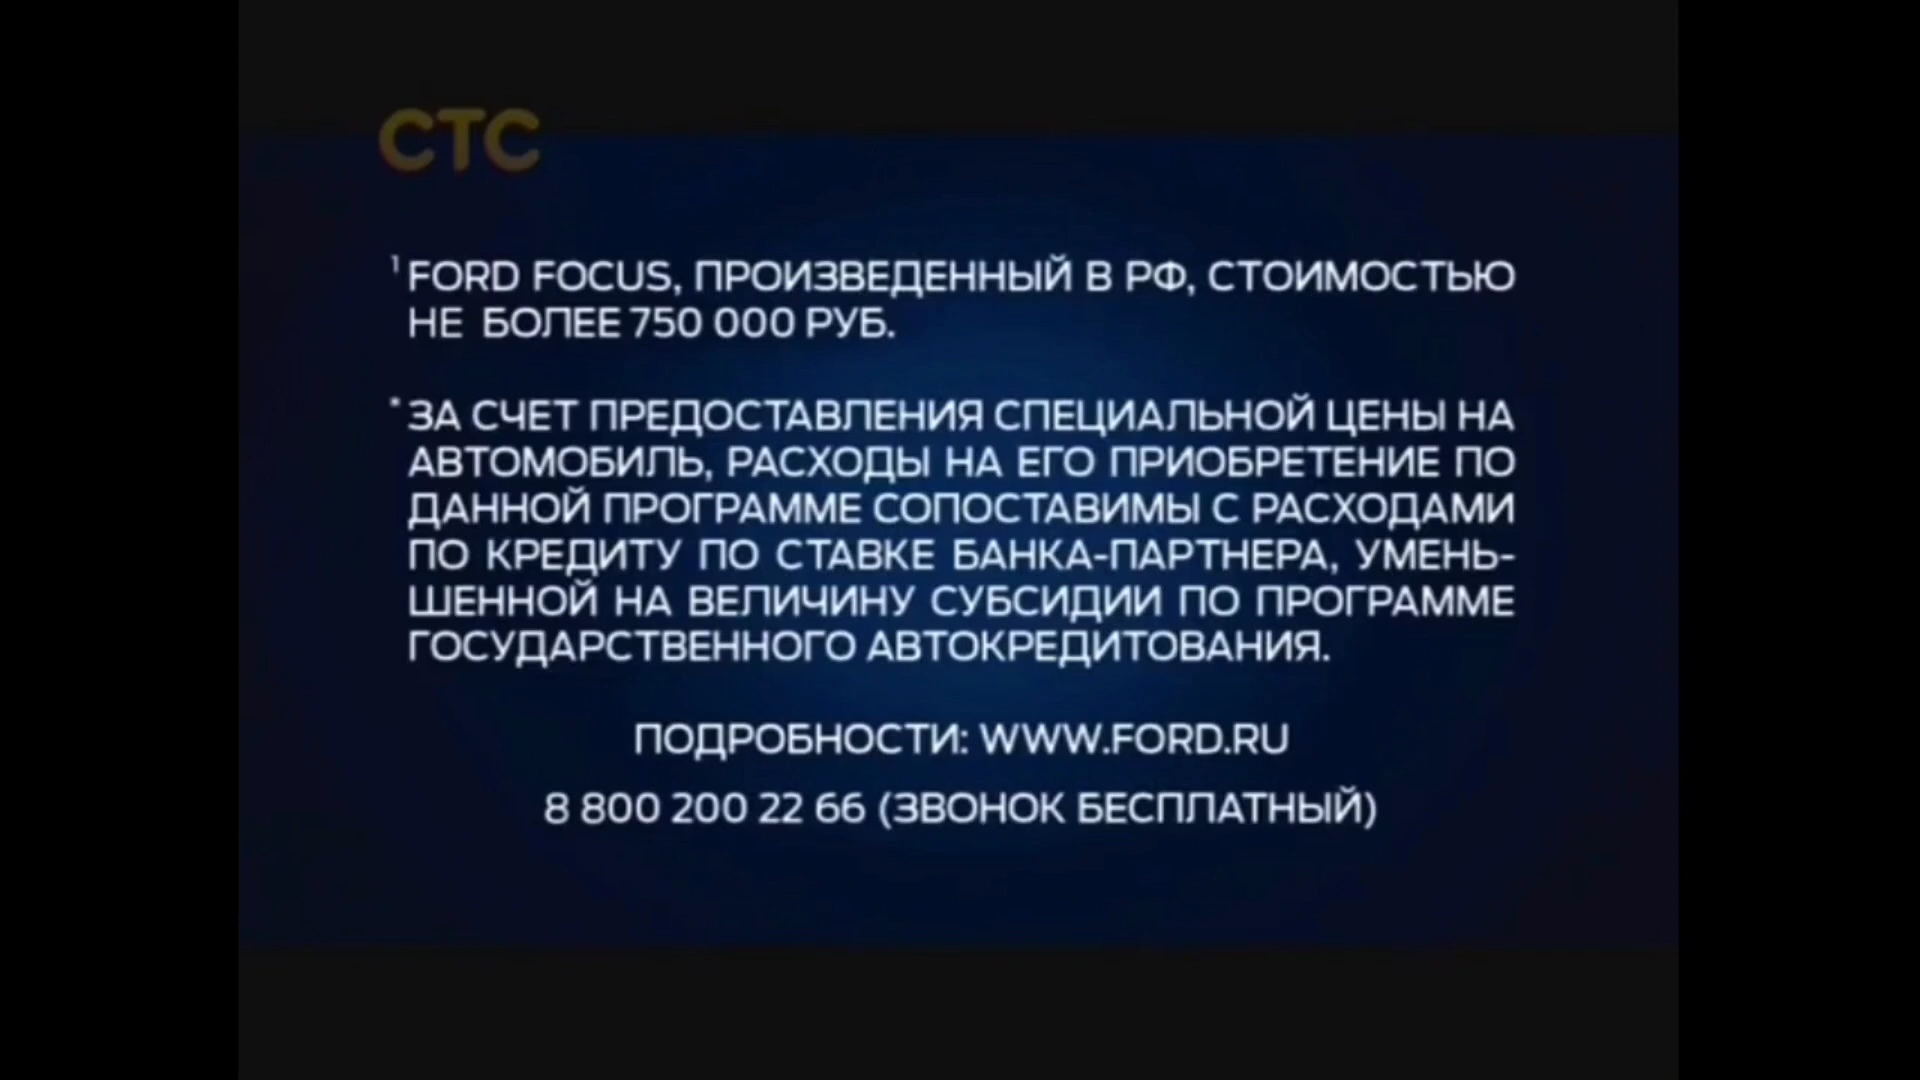 СТС
¹ FORD FOCUS, ПРОИЗВЕДЕННЫЙ В РФ, СТОИМОСТЬЮ
НЕ БОЛЕЕ 750 000 РУБ.
* ЗА СЧЕТ ПРЕДОСТАВЛЕНИЯ СПЕЦИАЛЬНОЙ ЦЕНЫ НА
АВТОМОБИЛЬ, РАСХОДЫ НА ЕГО ПРИОБРЕТЕНИЕ ПО
ДАННОЙ ПРОГРАММЕ СОПОСТАВИМЫ С РАСХОДАМИ
ПО КРЕДИТУ ПО СТАВКЕ БАНКА-ПАРТНЕРА, УМЕНЬ-
ШЕННОЙ НА ВЕЛИЧИНУ СУБСИДИИ ПО ПРОГРАММЕ
ГОСУДАРСТВЕННОГО АВТОКРЕДИТОВАНИЯ.
ПОДРОБНОСТИ: WWW.FORD.RU
8 800 200 22 66 (ЗВОНОК БЕСПЛАТНЫЙ)